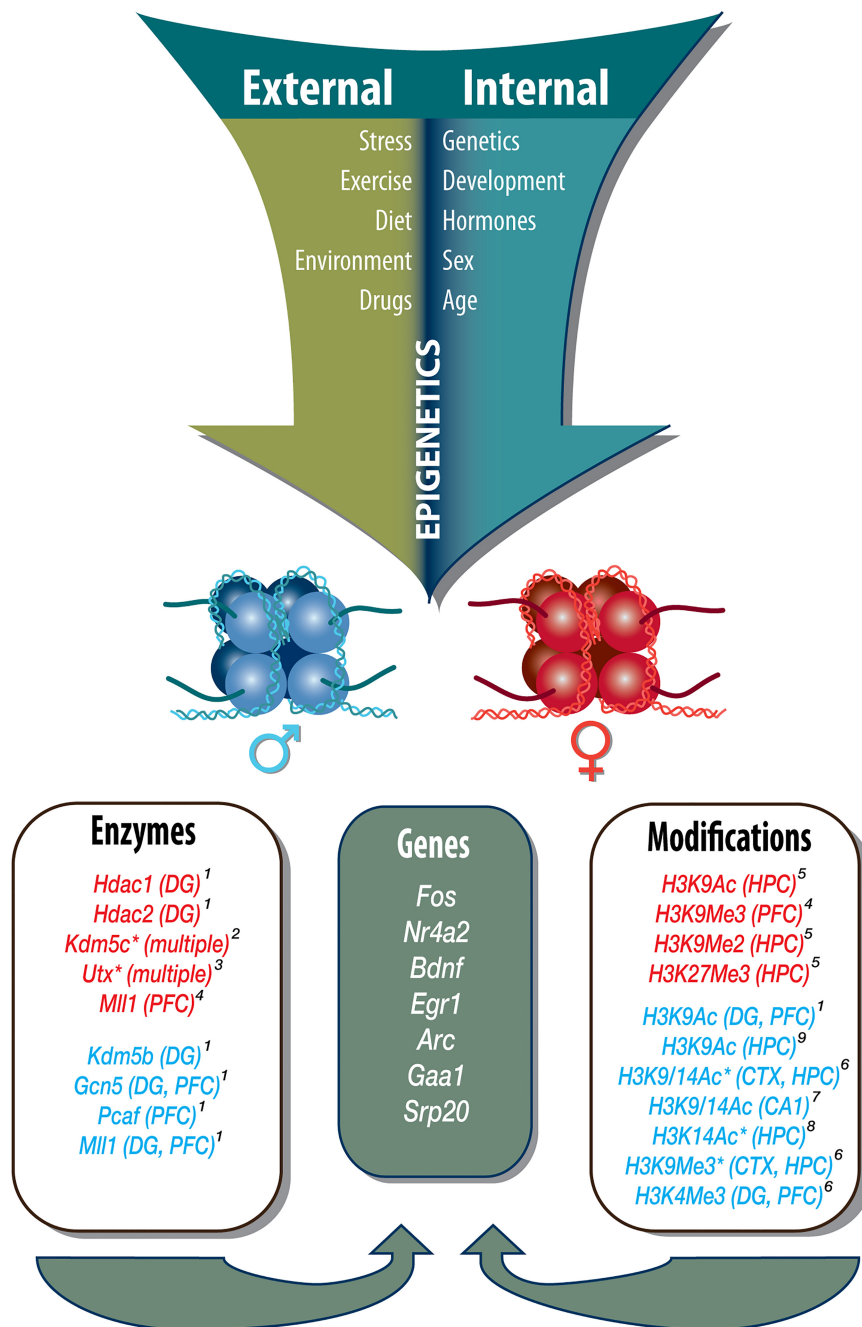 External
Internal
Stress
Exercise
Diet
Environment
Drugs
Genetics
Development
Hormones
Sex
Age
EPIGENETICS
♂
♀
Enzymes
Hdac1 (DG)¹
Hdac2 (DG)¹
Kdm5c* (multiple)²
Utx* (multiple)³
Mll1 (PFC)⁴
Kdm5b (DG)¹
Gcn5 (DG, PFC)¹
Pcaf (PFC)¹
Mll1 (DG, PFC)¹
Genes
Fos
Nr4a2
Bdnf
Egr1
Arc
Gaa1
Srp20
Modifications
H3K9Ac (HPC)⁵
H3K9Me3 (PFC)⁴
H3K9Me2 (HPC)⁵
H3K27Me3 (HPC)⁵
H3K9Ac (DG, PFC)¹
H3K9Ac (HPC)⁹
H3K9/14Ac* (CTX, HPC)⁶
H3K9/14Ac (CA1)⁷
H3K14Ac* (HPC)⁸
H3K9Me3* (CTX, HPC)⁶
H3K4Me3 (DG, PFC)⁶